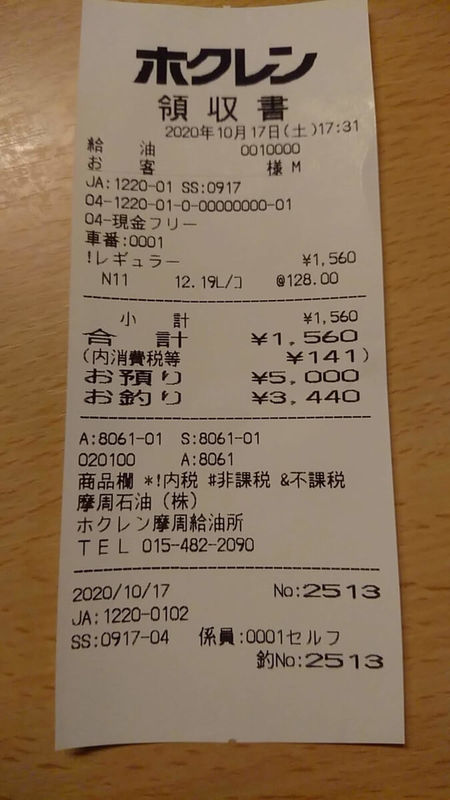 ホクレン
領収書
2020年10月17日(土)17:31
給　油　0010000
お　客　様 M
JA:1220-01 SS:0917
04-1220-01-0-00000000-01
04-現金フリー
車番:0001
!レギュラー ¥1,560
N11 12.19L/コ @128.00
小　計 ¥1,560
合　計 ¥1,560
(内消費税等 ¥141)
お預り ¥5,000
お釣り ¥3,440
A:8061-01 S:8061-01
020100 A:8061
商品欄 *!内税 #非課税 &不課税
摩周石油（株）
ホクレン摩周給油所
ＴＥＬ 015-482-2090
2020/10/17 No:2513
JA:1220-0102
SS:0917-04 係員:0001セルフ
釣No:2513